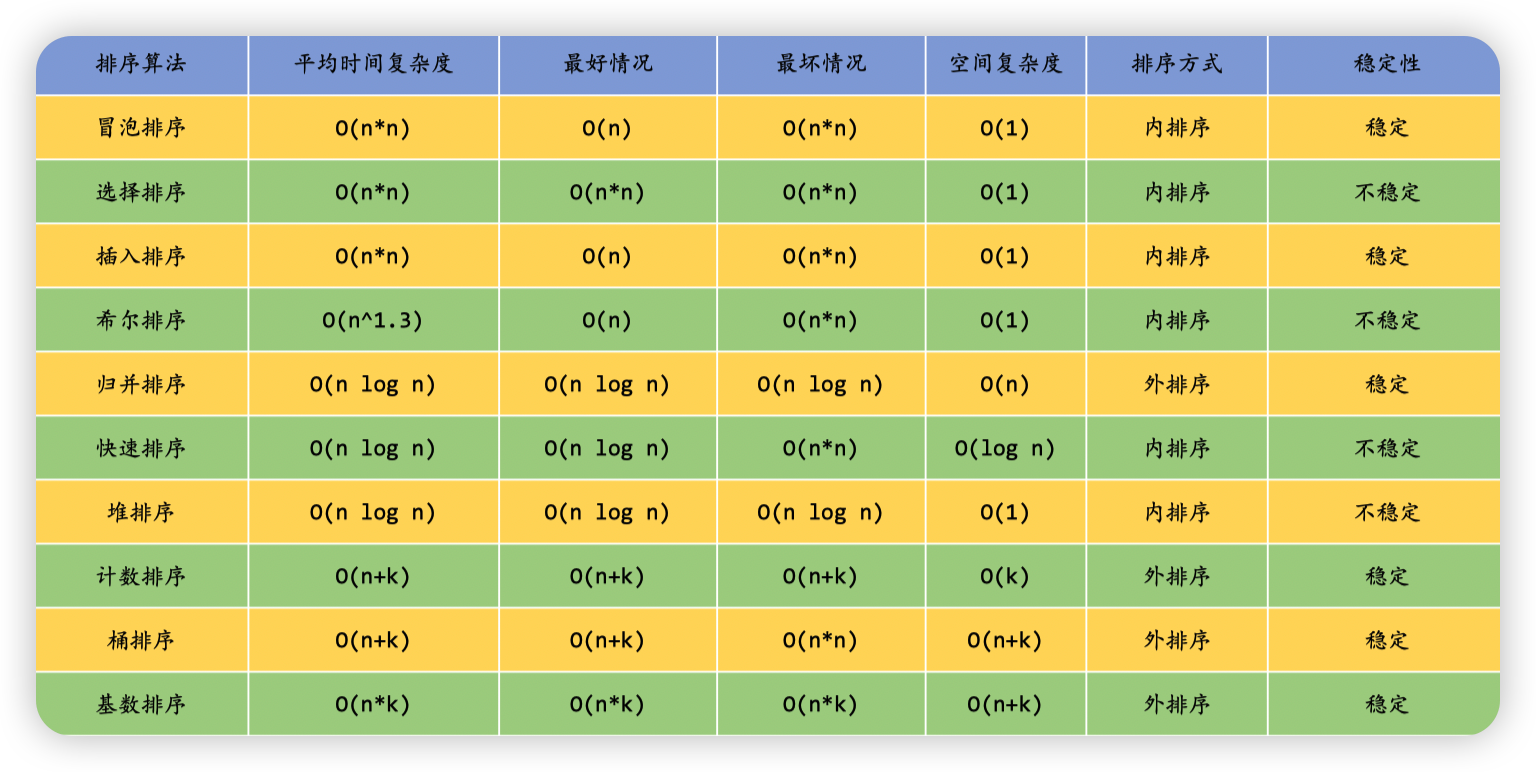 排序算法 平均时间复杂度 最好情况 最坏情况 空间复杂度 排序方式 稳定性
冒泡排序 O(n*n) O(n) O(n*n) O(1) 内排序 稳定
选择排序 O(n*n) O(n*n) O(n*n) O(1) 内排序 不稳定
插入排序 O(n*n) O(n) O(n*n) O(1) 内排序 稳定
希尔排序 O(n^1.3) O(n) O(n*n) O(1) 内排序 不稳定
归并排序 O(n log n) O(n log n) O(n log n) O(n) 外排序 稳定
快速排序 O(n log n) O(n log n) O(n*n) O(log n) 内排序 不稳定
堆排序 O(n log n) O(n log n) O(n log n) O(1) 内排序 不稳定
计数排序 O(n+k) O(n+k) O(n+k) O(k) 外排序 稳定
桶排序 O(n+k) O(n+k) O(n*n) O(n+k) 外排序 稳定
基数排序 O(n*k) O(n*k) O(n*k) O(n+k) 外排序 稳定